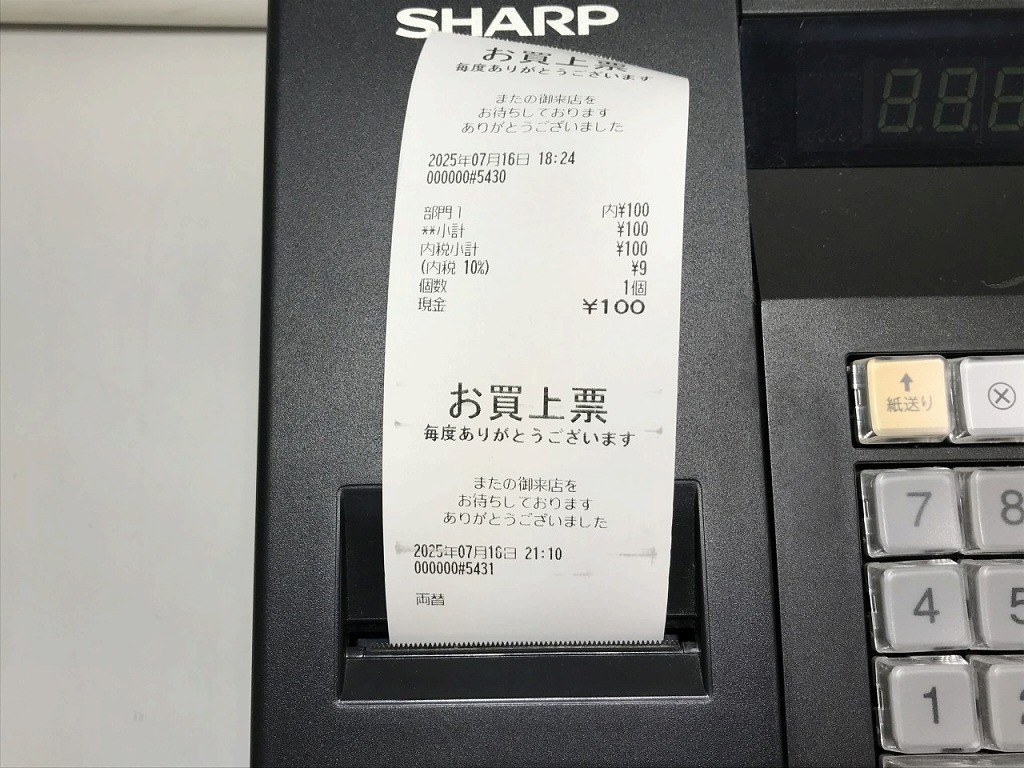 SHARP
お買上票
毎度ありがとうございます
またの御来店を
お待ちしております
ありがとうございました
2025年07月16日 18:24
000000#5430
部門1 内¥100
**小計 ¥100
内税小計 ¥100
(内税 10%) ¥9
個数 1個
現金 ¥100
お買上票
毎度ありがとうございます
またの御来店を
お待ちしております
ありがとうございました
2025年07月16日 21:10
000000#5431
両替
↑
紙送り
⊗
7
8
4
5
1
2